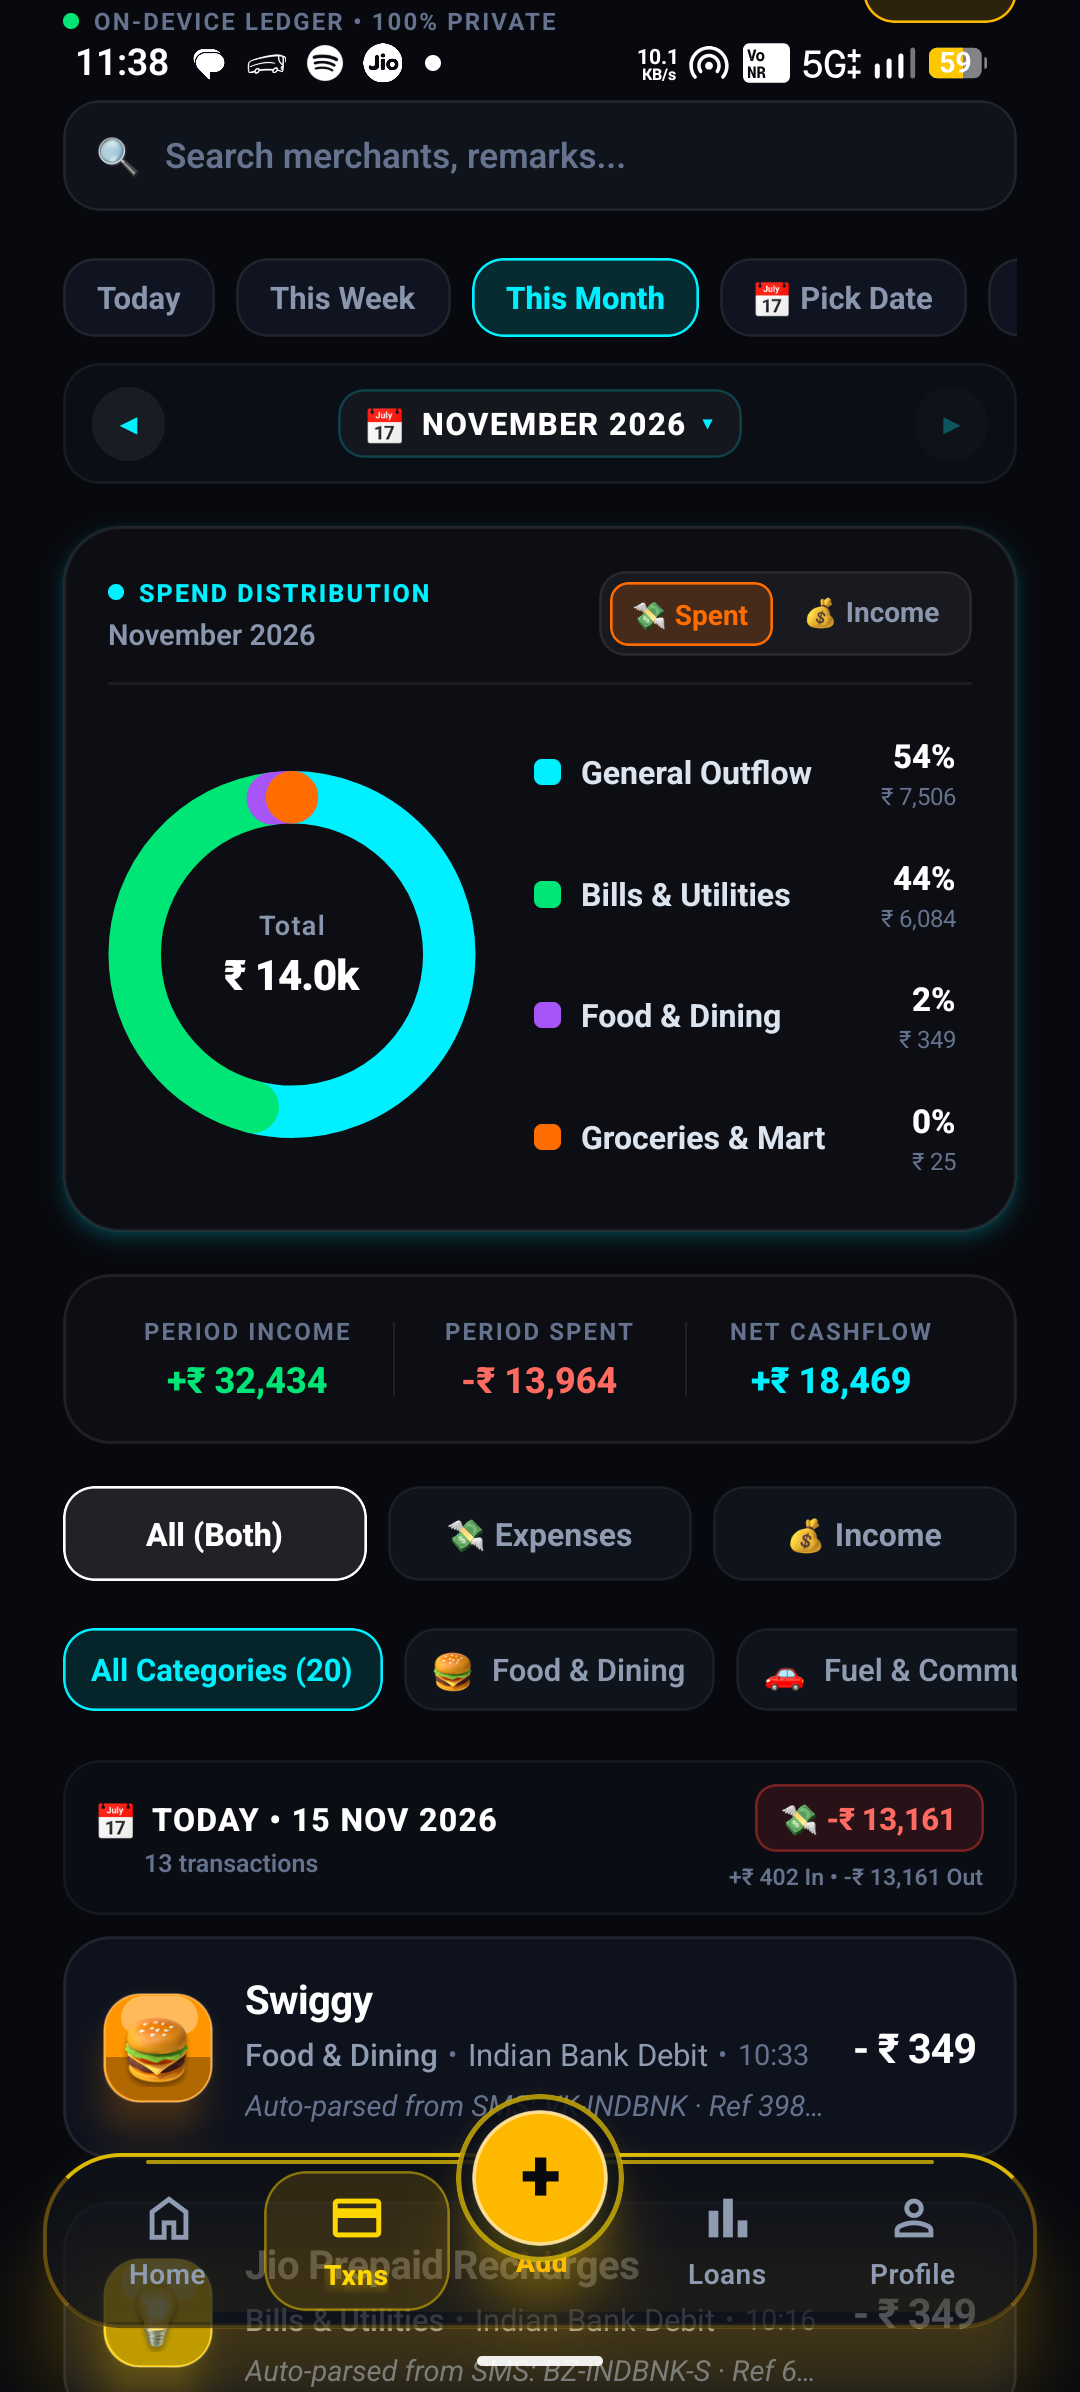 ON-DEVICE LEDGER • 100% PRIVATE
11:38 Jio 10.1 KB/s Vo NR 5G‡ 59
🔍 Search merchants, remarks...
Today This Week This Month 📅 Pick Date
◀ 📅 NOVEMBER 2026 ▼ ▶
SPEND DISTRIBUTION
November 2026
💸 Spent 💰 Income
General Outflow 54%
₹ 7,506
Bills & Utilities 44%
₹ 6,084
Food & Dining 2%
₹ 349
Groceries & Mart 0%
₹ 25
Total
₹ 14.0k
PERIOD INCOME PERIOD SPENT NET CASHFLOW
+₹ 32,434 -₹ 13,964 +₹ 18,469
All (Both) 💸 Expenses 💰 Income
All Categories (20) 🍔 Food & Dining 🚗 Fuel & Commu
📅 TODAY • 15 NOV 2026 💸 -₹ 13,161
13 transactions +₹ 402 In • -₹ 13,161 Out
Swiggy
Food & Dining • Indian Bank Debit • 10:33 - ₹ 349
Auto-parsed from SMS: VK-INDBNK · Ref 398...
Jio Prepaid Recharges
Bills & Utilities • Indian Bank Debit • 10:16 - ₹ 349
Auto-parsed from SMS: BZ-INDBNK-S · Ref 6...
Home Txns + Add Loans Profile